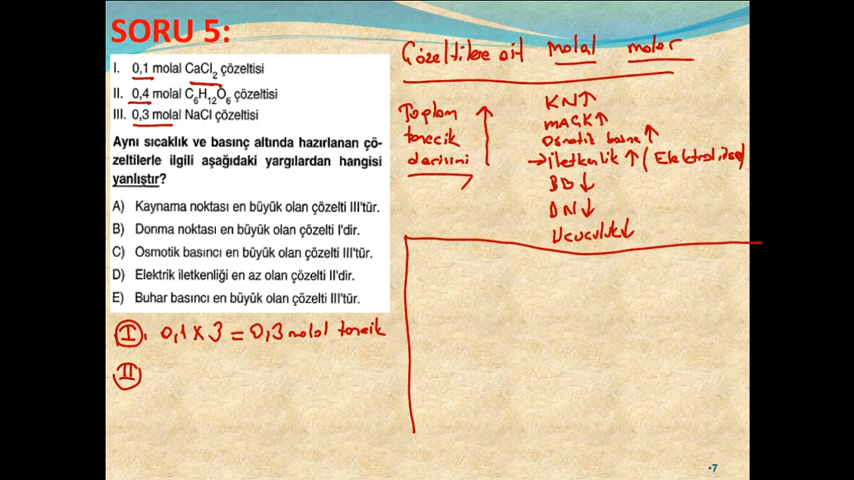 SORU 5:
I. 0,1 molal CaCl₂ çözeltisi
II. 0,4 molal C₆H₁₂O₆ çözeltisi
III. 0,3 molal NaCl çözeltisi
Aynı sıcaklık ve basınç altında hazırlanan çö-
zeltilerle ilgili aşağıdaki yargılardan hangisi
yanlıştır?
A) Kaynama noktası en büyük olan çözelti III'tür.
B) Donma noktası en büyük olan çözelti I'dir.
C) Osmotik basıncı en büyük olan çözelti III'tür.
D) Elektrik iletkenliği en az olan çözelti II'dir.
E) Buhar basıncı en büyük olan çözelti III'tür.
I. 0,1 x 3 = 0,3 molal tanecik
II
Çözeltilere ait molal molar
Toplam
tanecik
derişimi
↑
→
KN↑
MAGK↑
Osmotik basınç ↑
→ İletkenlik ↑ (
BB ↓
DN ↓
Uçuculuk↓
•7